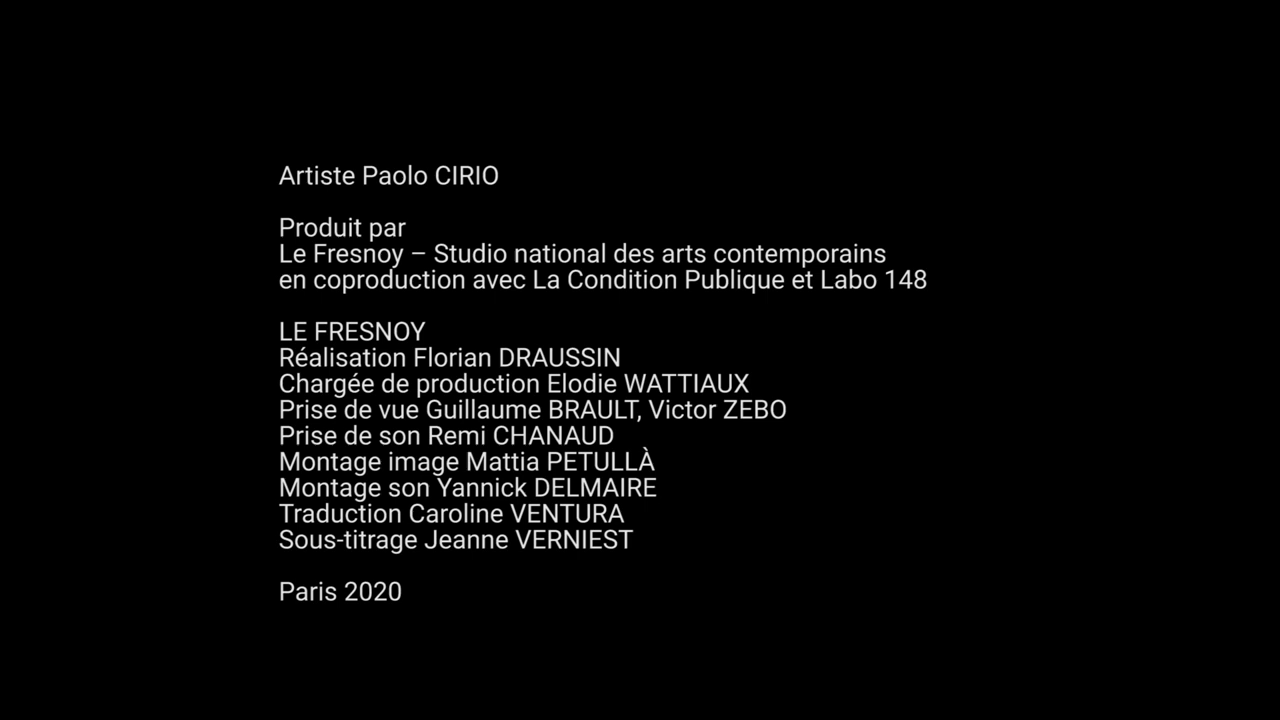 Artiste Paolo CIRIO
Produit par
Le Fresnoy – Studio national des arts contemporains
en coproduction avec La Condition Publique et Labo 148
LE FRESNOY
Réalisation Florian DRAUSSIN
Chargée de production Elodie WATTIAUX
Prise de vue Guillaume BRAULT, Victor ZEBO
Prise de son Remi CHANAUD
Montage image Mattia PETULLÀ
Montage son Yannick DELMAIRE
Traduction Caroline VENTURA
Sous-titrage Jeanne VERNIEST
Paris 2020